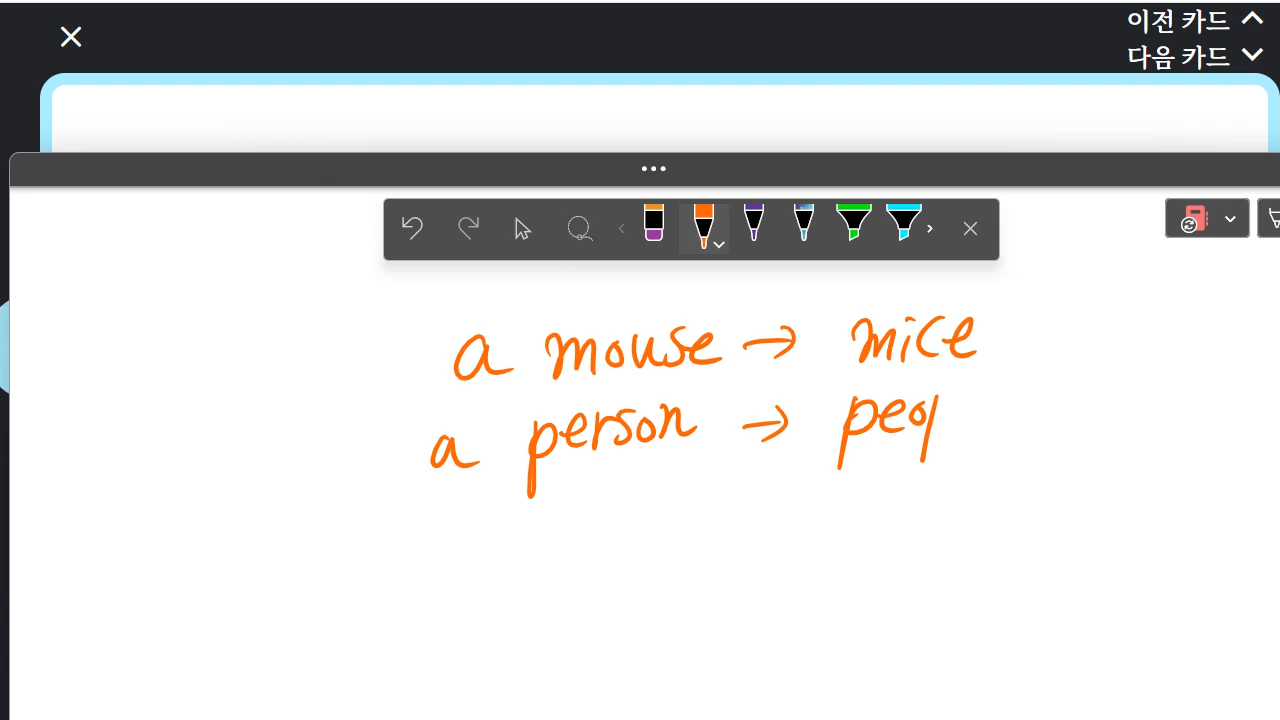 이전 카드
다음 카드
a mouse → mice
a person → peo